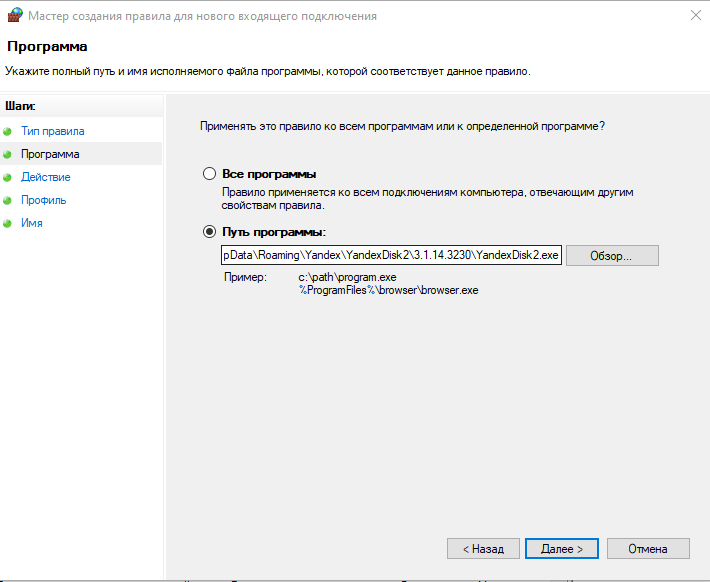 Мастер создания правила для нового входящего подключения
Программа
Укажите полный путь и имя исполняемого файла программы, которой соответствует данное правило.
Шаги:
Тип правила
Программа
Действие
Профиль
Имя
Применять это правило ко всем программам или к определенной программе?
Все программы
Правило применяется ко всем подключениям компьютера, отвечающим другим
свойствам правила.
Путь программы:
pData\Roaming\Yandex\YandexDisk2\3.1.14.3230\YandexDisk2.exe
Обзор...
Пример: c:\path\program.exe
%ProgramFiles%\browser\browser.exe
< Назад Далее > Отмена